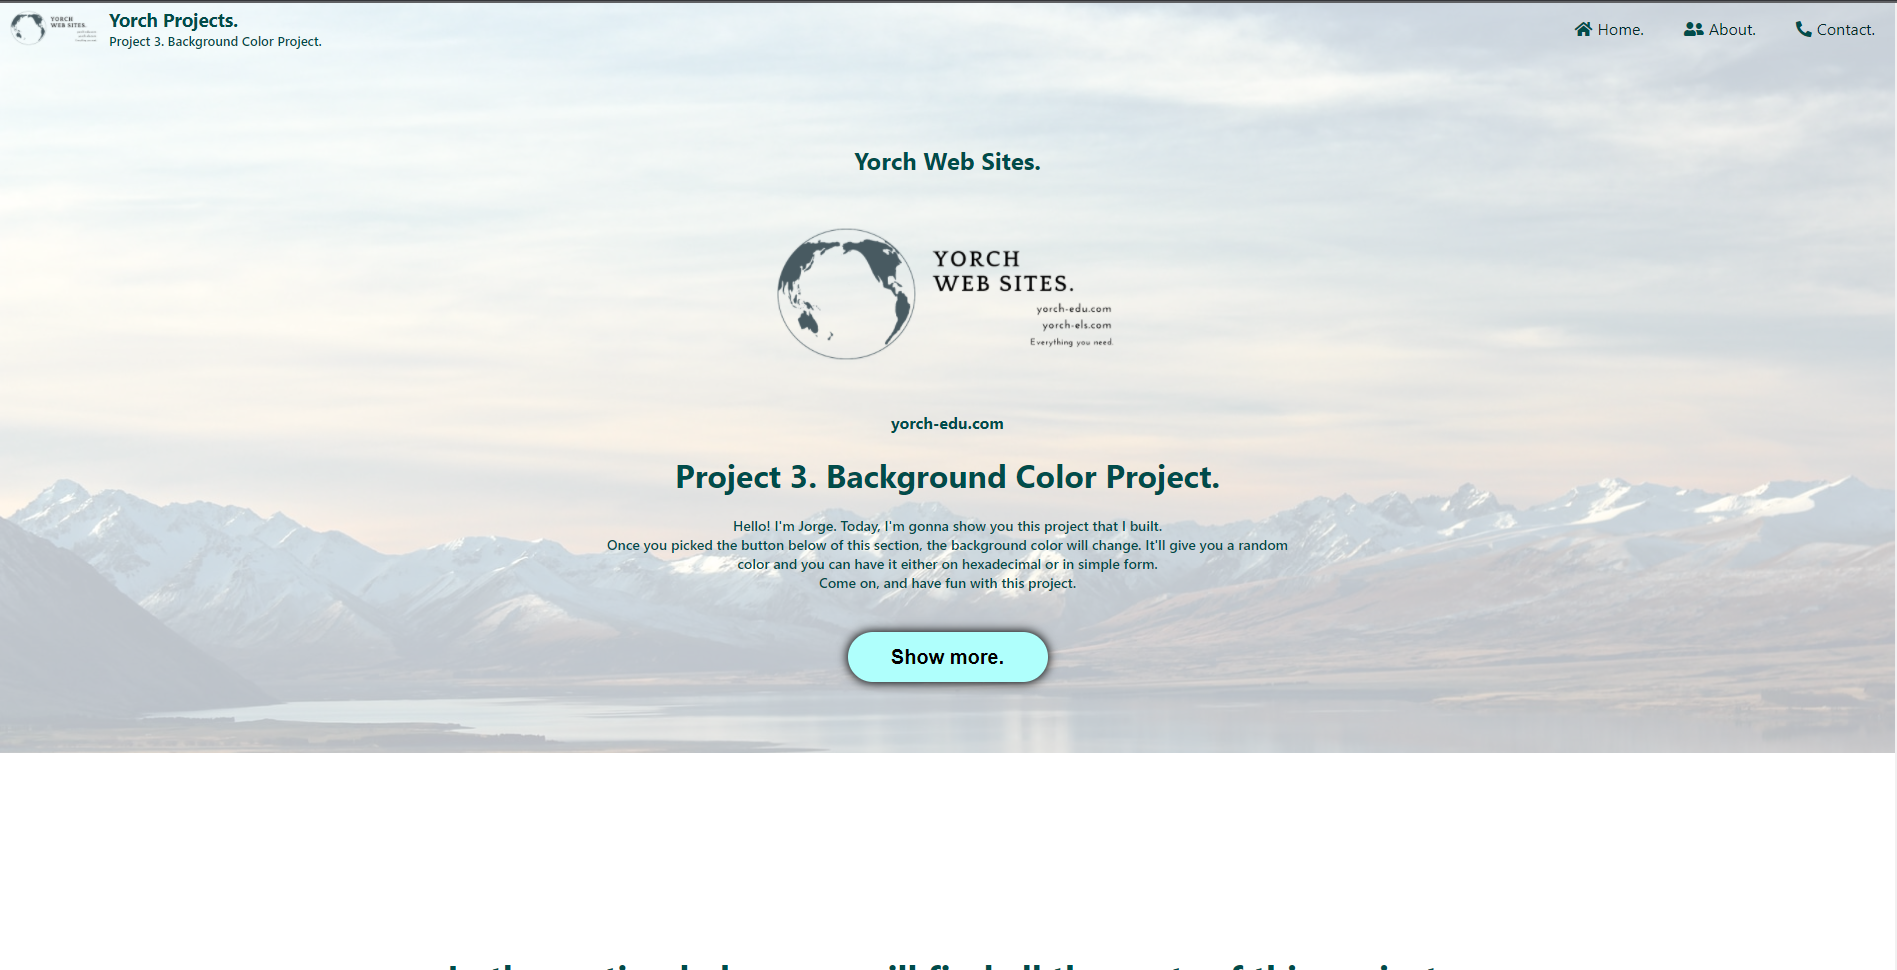 YORCH
WEB SITES.
Yorch Projects.
Project 3. Background Color Project.
Home.
About.
Contact.
Yorch Web Sites.
YORCH
WEB SITES.
yorch-edu.com
yorch-els.com
Everything you need.
yorch-edu.com
Project 3. Background Color Project.
Hello! I'm Jorge. Today, I'm gonna show you this project that I built.
Once you picked the button below of this section, the background color will change. It'll give you a random
color and you can have it either on hexadecimal or in simple form.
Come on, and have fun with this project.
Show more.